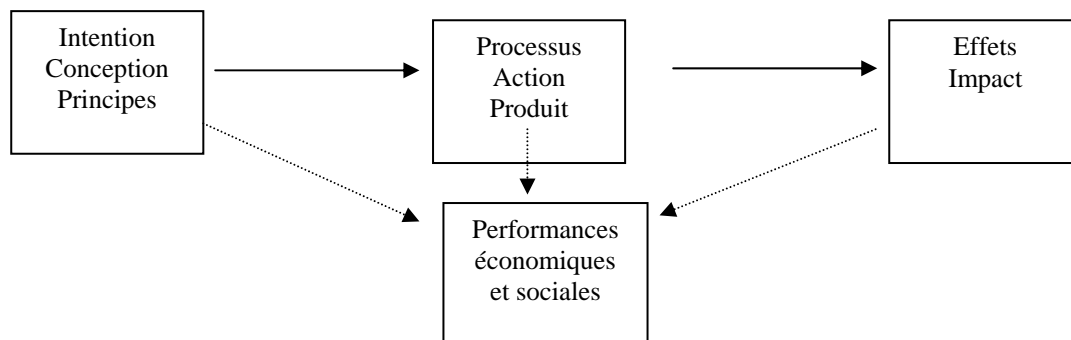 Intention
Conception
Principes
Processus
Action
Produit
Effets
Impact
Performances
économiques
et sociales